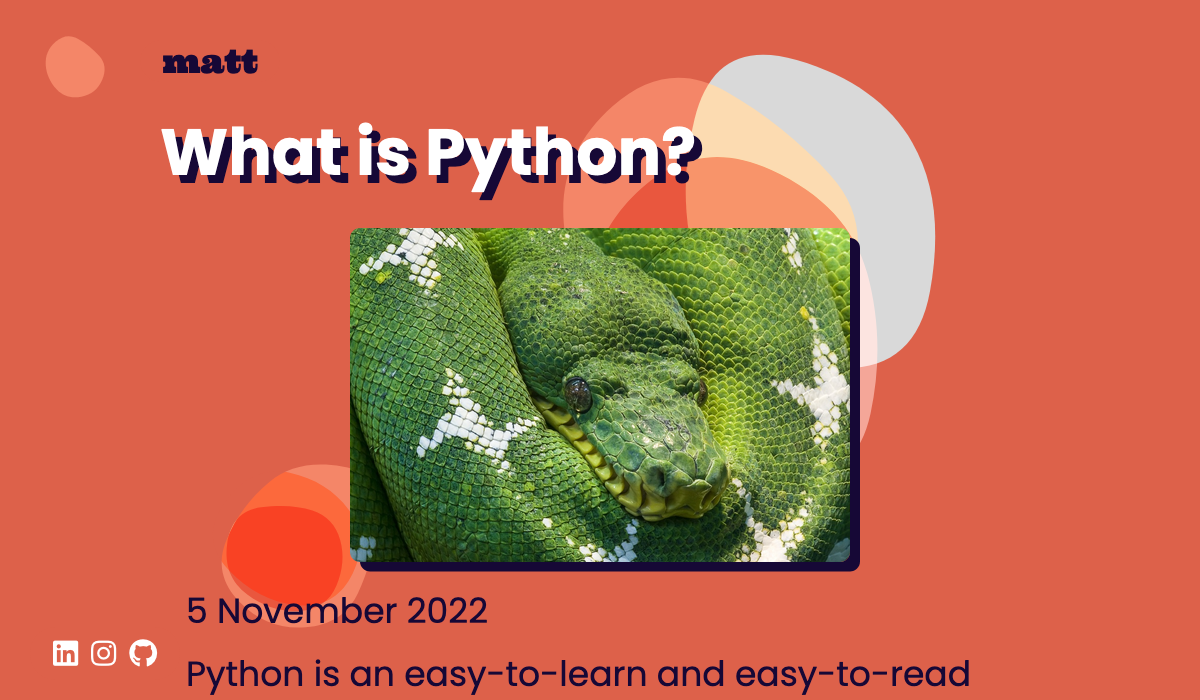 matt
What is Python?
5 November 2022
Python is an easy-to-learn and easy-to-read